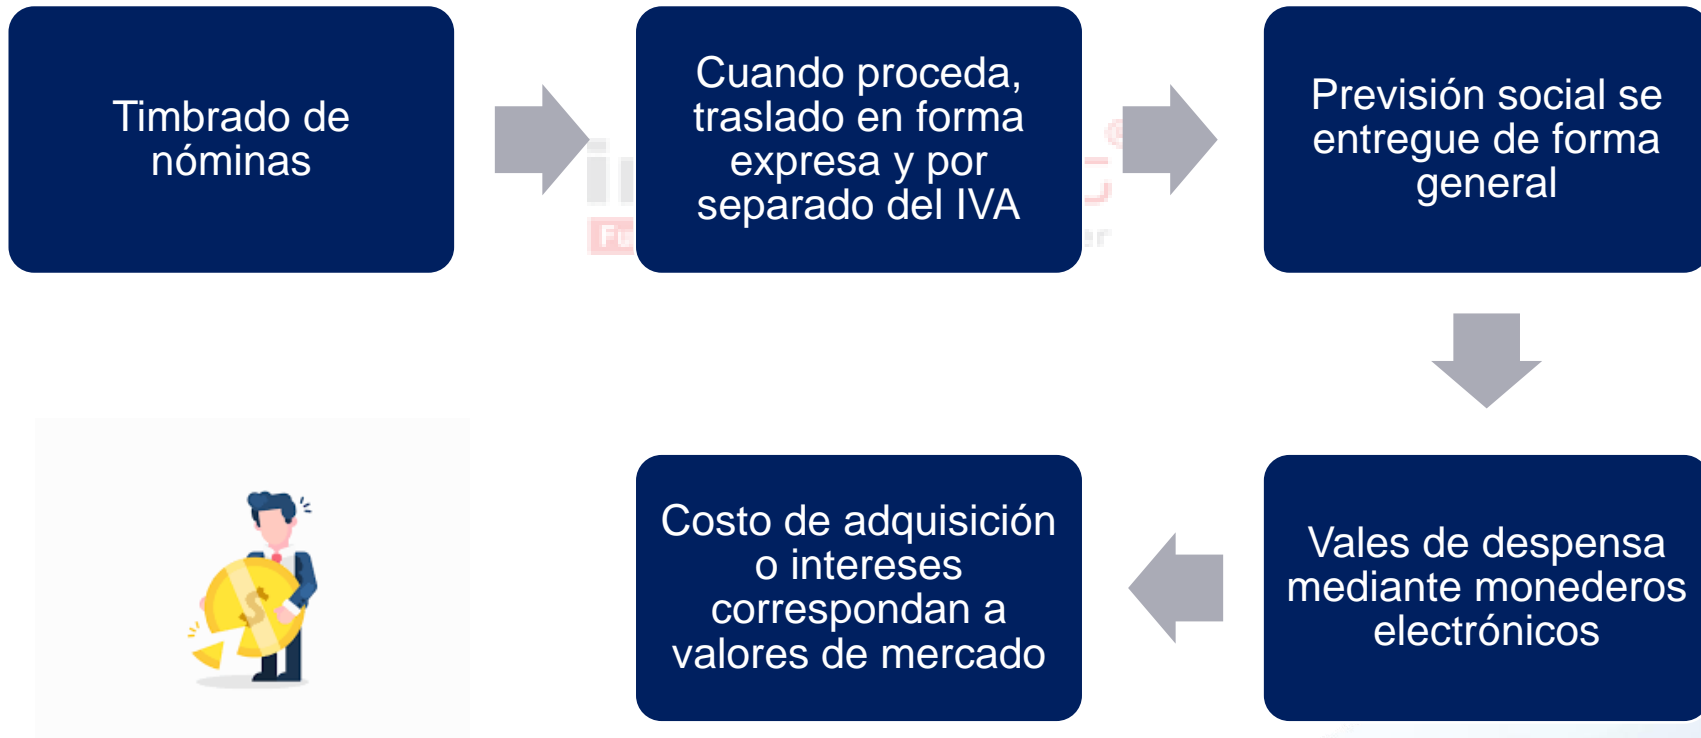 Timbrado de
nóminas
Cuando proceda,
traslado en forma
expresa y por
separado del IVA
Previsión social se
entregue de forma
general
Vales de despensa
mediante monederos
electrónicos
Costo de adquisición
o intereses
correspondan a
valores de mercado
$